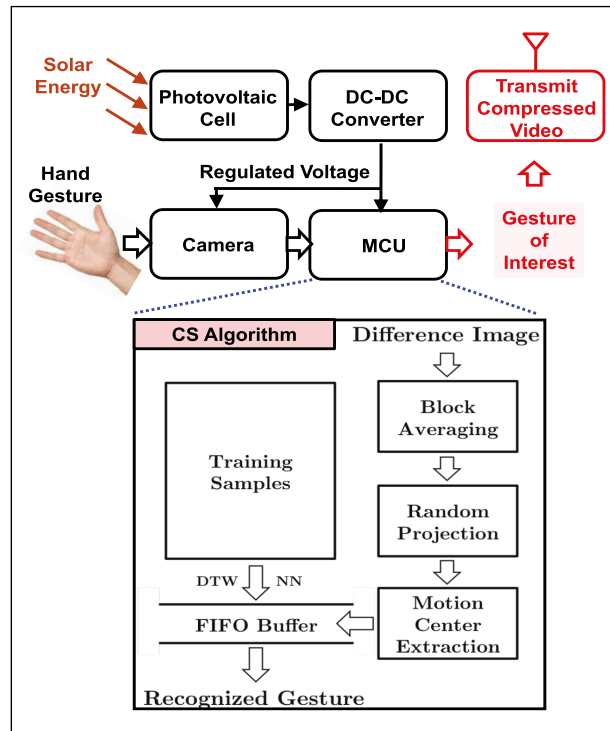 Solar
Energy
Photovoltaic
Cell
DC-DC
Converter
Transmit
Compressed
Video
Regulated Voltage
Hand
Gesture
Camera
MCU
Gesture
of
Interest
CS Algorithm
Difference Image
Training
Samples
Block
Averaging
Random
Projection
DTW NN
FIFO Buffer
Motion
Center
Extraction
Recognized Gesture